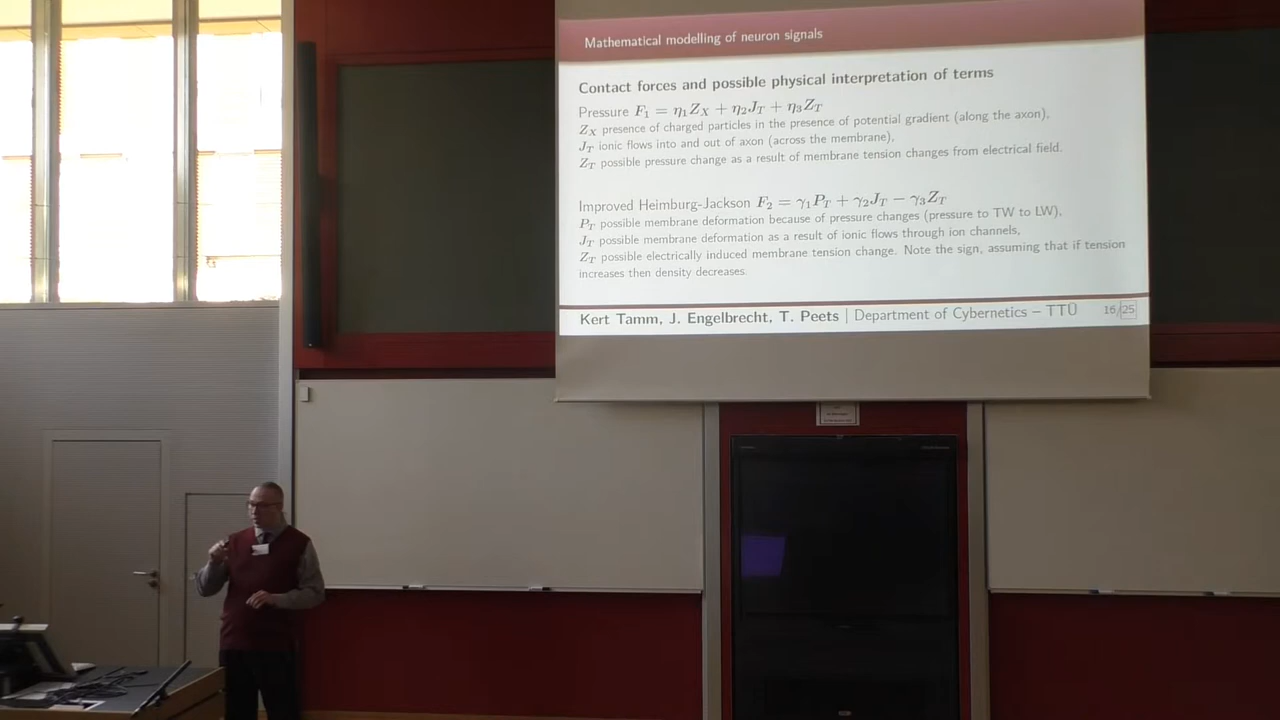 Mathematical modelling of neuron signals
Contact forces and possible physical interpretation of terms
Pressure F₁ = η₁Z_X + η₂J_T + η₃Z_T
Z_X presence of charged particles in the presence of potential gradient (along the axon),
J_T ionic flows into and out of axon (across the membrane),
Z_T possible pressure change as a result of membrane tension changes from electrical field.
Improved Heimburg-Jackson F₂ = γ₁P_T + γ₂J_T − γ₃Z_T
P_T possible membrane deformation because of pressure changes (pressure to TW to LW),
J_T possible membrane deformation as a result of ionic flows through ion channels,
Z_T possible electrically induced membrane tension change. Note the sign, assuming that if tension
increases then density decreases.
Kert Tamm, J. Engelbrecht, T. Peets | Department of Cybernetics – TTÜ 16/25